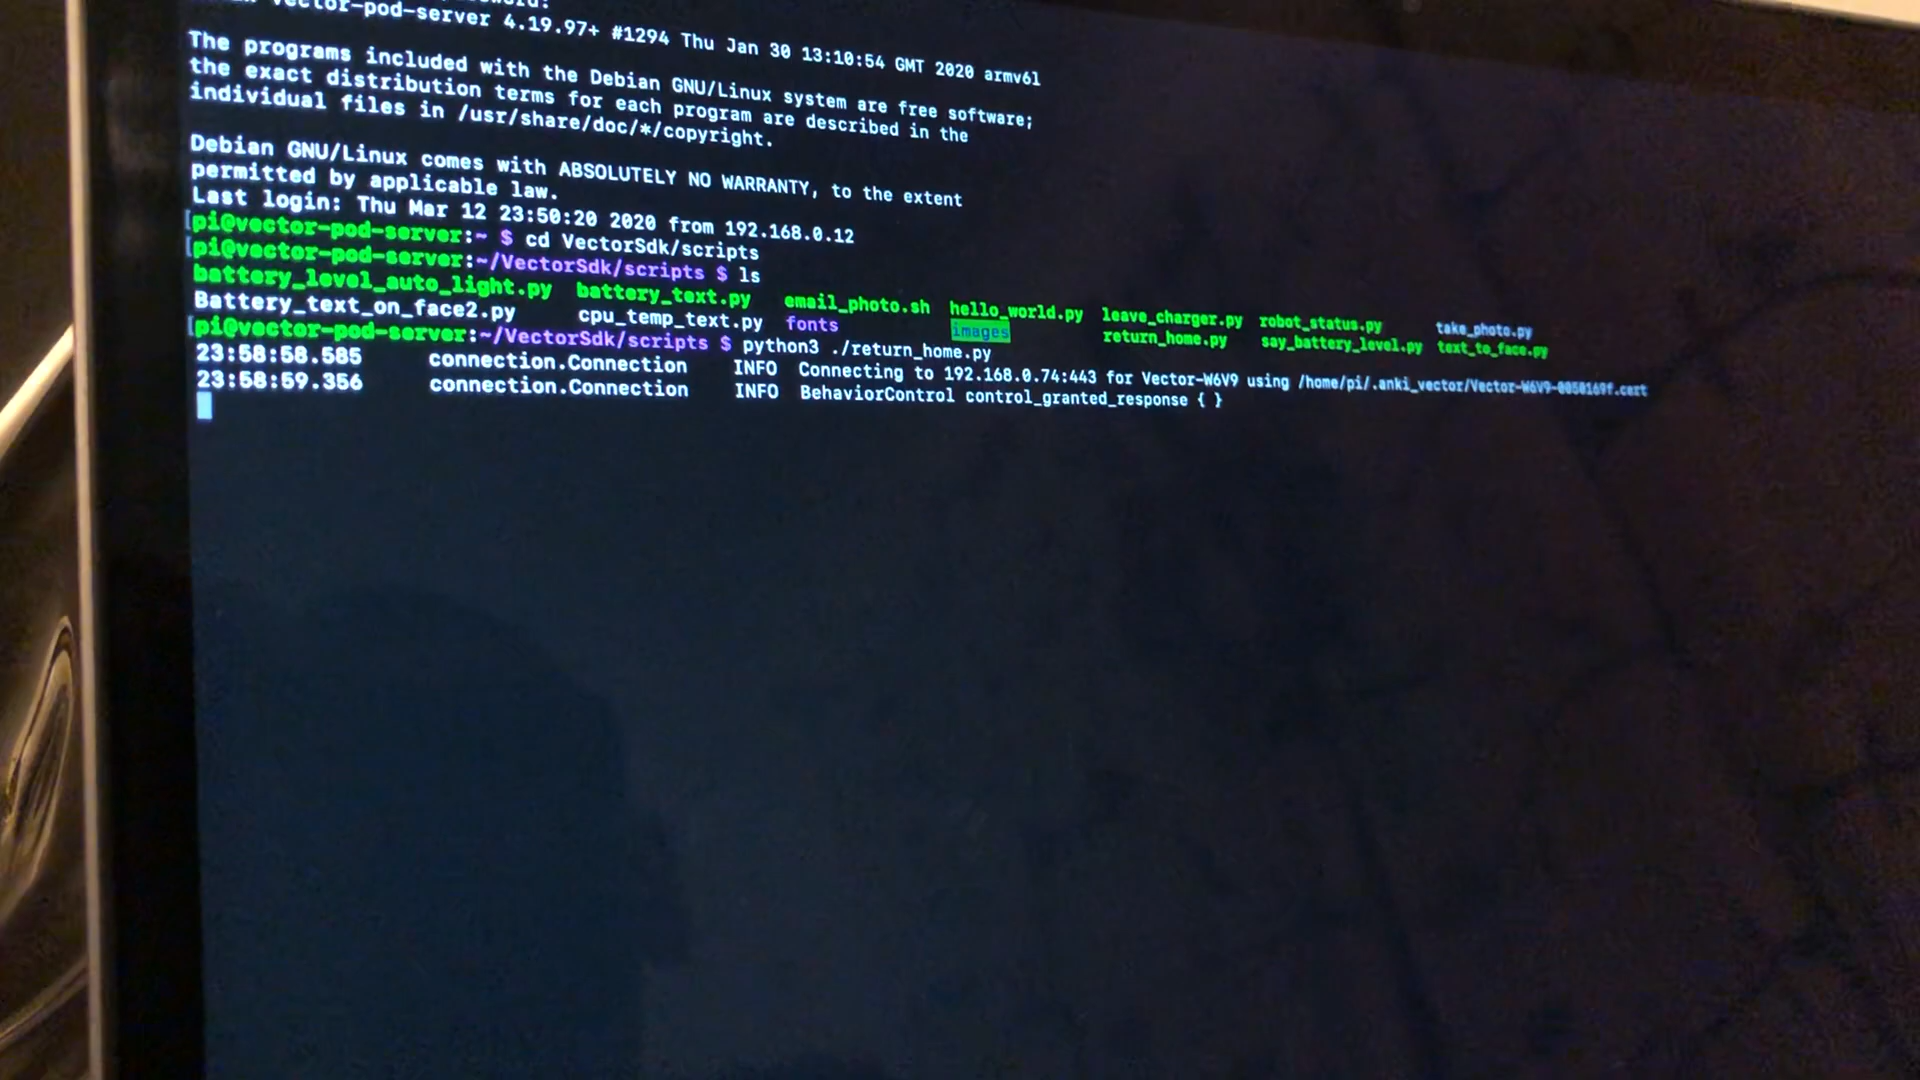 vector-pod-server 4.19.97+ #1294 Thu Jan 30 13:10:54 GMT 2020 armv6l
The programs included with the Debian GNU/Linux system are free software;
the exact distribution terms for each program are described in the
individual files in /usr/share/doc/*/copyright.
Debian GNU/Linux comes with ABSOLUTELY NO WARRANTY, to the extent
permitted by applicable law.
Last login: Thu Mar 12 23:50:20 2020 from 192.168.0.12
[pi@vector-pod-server:~ $ cd VectorSdk/scripts
[pi@vector-pod-server:~/VectorSdk/scripts $ ls
battery_level_auto_light.py battery_text.py email_photo.sh hello_world.py leave_charger.py robot_status.py take_photo.py
Battery_text_on_face2.py cpu_temp_text.py fonts images return_home.py say_battery_level.py text_to_face.py
[pi@vector-pod-server:~/VectorSdk/scripts $ python3 ./return_home.py
23:58:58.585 connection.Connection INFO Connecting to 192.168.0.74:443 for Vector-W6V9 using /home/pi/.anki_vector/Vector-W6V9-0050169f.cert
23:58:59.356 connection.Connection INFO BehaviorControl control_granted_response { }